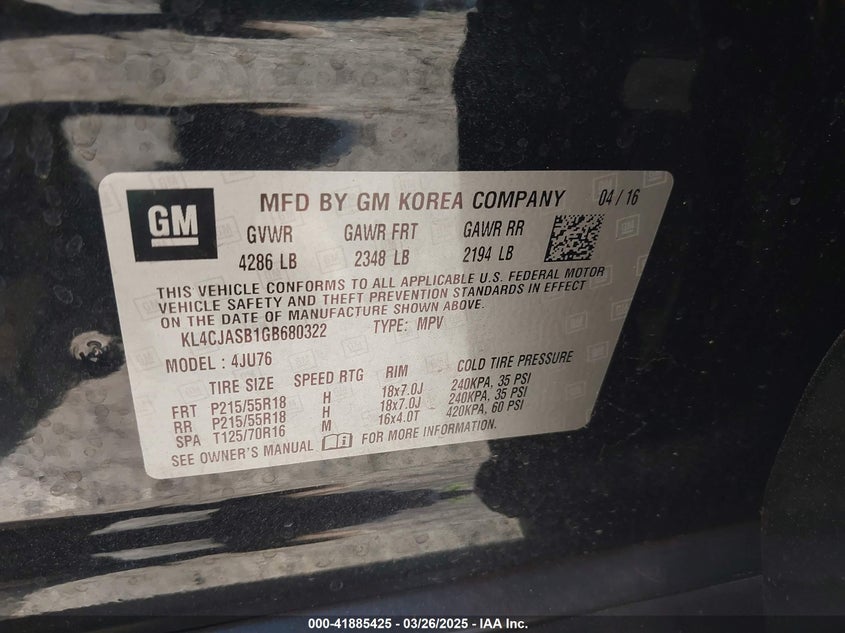 GM
MFD BY GM KOREA COMPANY 04 / 16
GVWR GAWR FRT GAWR RR
4286 LB 2348 LB 2194 LB
THIS VEHICLE CONFORMS TO ALL APPLICABLE U.S. FEDERAL MOTOR
VEHICLE SAFETY AND THEFT PREVENTION STANDARDS IN EFFECT
ON THE DATE OF MANUFACTURE SHOWN ABOVE.
KL4CJASB1GB680322 TYPE: MPV
MODEL : 4JU76
TIRE SIZE SPEED RTG RIM COLD TIRE PRESSURE
FRT P215/55R18 H 18x7.0J 240KPA, 35 PSI
RR P215/55R18 H 18x7.0J 240KPA, 35 PSI
SPA T125/70R16 M 16x4.0T 420KPA, 60 PSI
SEE OWNER'S MANUAL FOR MORE INFORMATION.
000-41885425 - 03/26/2025 - IAA Inc.